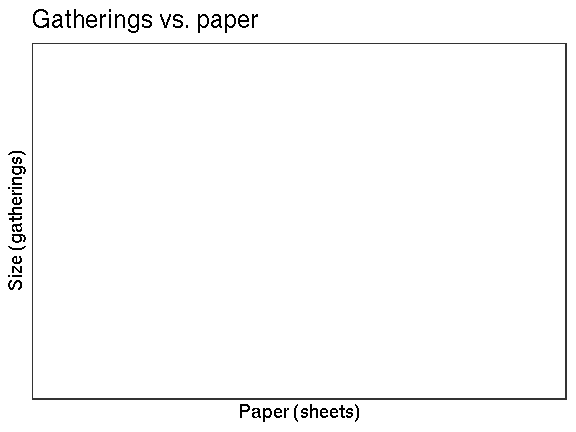 Gatherings vs. paper
Size (gatherings)
Paper (sheets)